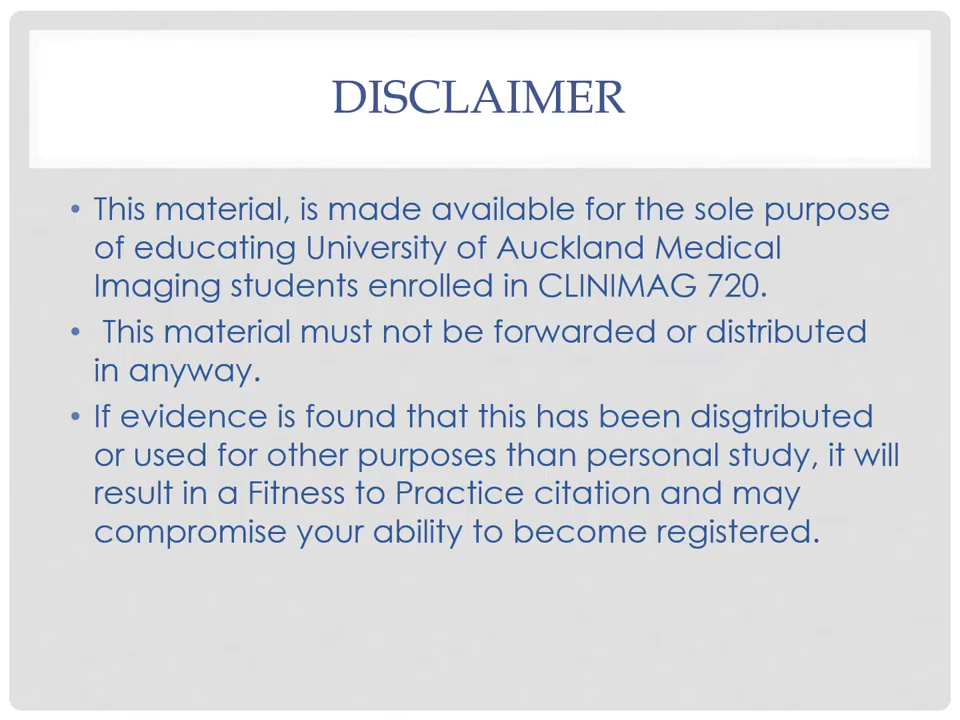 DISCLAIMER
• This material, is made available for the sole purpose
of educating University of Auckland Medical
Imaging students enrolled in CLINIMAG 720.
• This material must not be forwarded or distributed
in anyway.
• If evidence is found that this has been disgtributed
or used for other purposes than personal study, it will
result in a Fitness to Practice citation and may
compromise your ability to become registered.